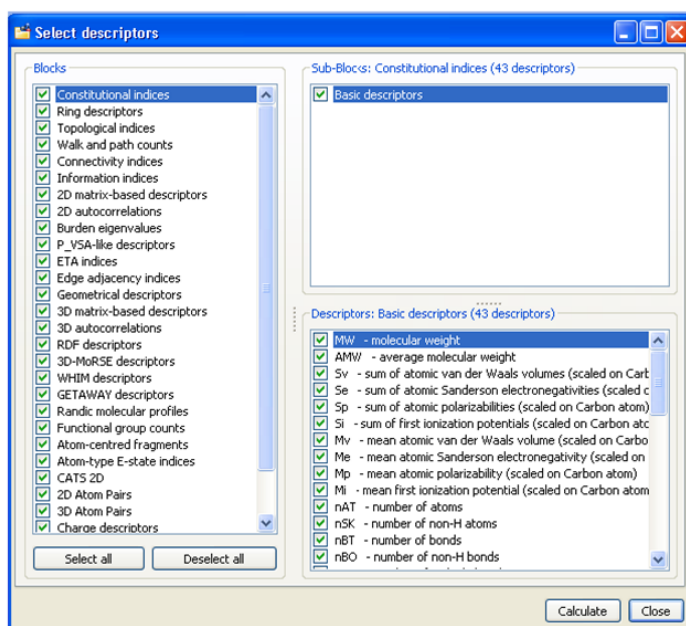 Select descriptors
Blocks
Constitutional indices
Ring descriptors
Topological indices
Walk and path counts
Connectivity indices
Information indices
2D matrix-based descriptors
2D autocorrelations
Burden eigenvalues
P_VSA-like descriptors
ETA indices
Edge adjacency indices
Geometrical descriptors
3D matrix-based descriptors
3D autocorrelations
RDF descriptors
3D-MoRSE descriptors
WHIM descriptors
GETAWAY descriptors
Randic molecular profiles
Functional group counts
Atom-centred fragments
Atom-type E-state indices
CATS 2D
2D Atom Pairs
3D Atom Pairs
Charge descriptors
Select all
Deselect all
Sub-Blocks: Constitutional indices (43 descriptors)
Basic descriptors
Descriptors: Basic descriptors (43 descriptors)
MW - molecular weight
AMW - average molecular weight
Sv - sum of atomic van der Waals volumes (scaled on Carb
Se - sum of atomic Sanderson electronegativities (scaled c
Sp - sum of atomic polarizabilities (scaled on Carbon atom)
Si - sum of first ionization potentials (scaled on Carbon atc
Mv - mean atomic van der Waals volume (scaled on Carbo
Me - mean atomic Sanderson electronegativity (scaled on
Mp - mean atomic polarizability (scaled on Carbon atom)
Mi - mean first ionization potential (scaled on Carbon atom
nAT - number of atoms
nSK - number of non-H atoms
nBT - number of bonds
nBO - number of non-H bonds
Calculate
Close